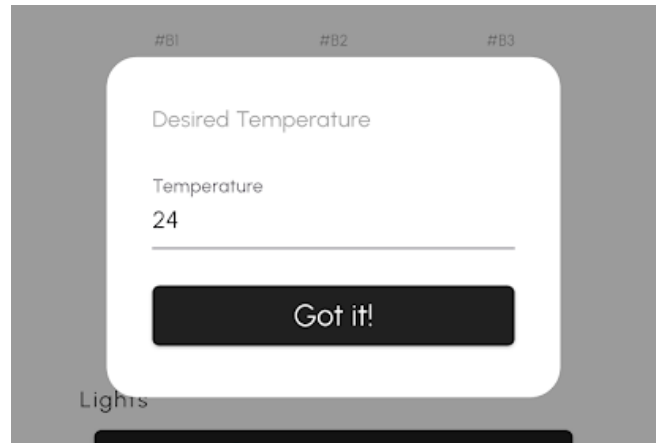 #B1 #B2 #B3
Desired Temperature
Temperature
24
Got it!
Lights